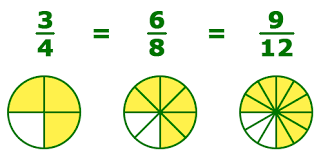 3/4 = 6/8 = 9/12